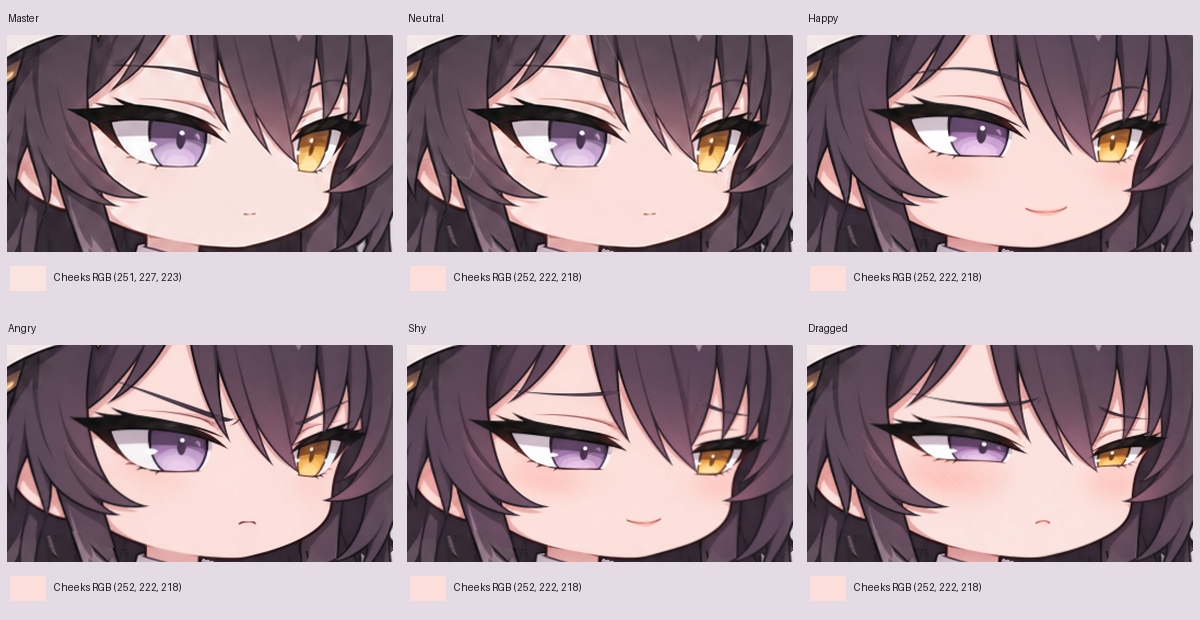 Master
Neutral
Happy
Cheeks RGB (251, 227, 223)
Cheeks RGB (252, 222, 218)
Cheeks RGB (252, 222, 218)
Angry
Shy
Dragged
Cheeks RGB (252, 222, 218)
Cheeks RGB (252, 222, 218)
Cheeks RGB (252, 222, 218)